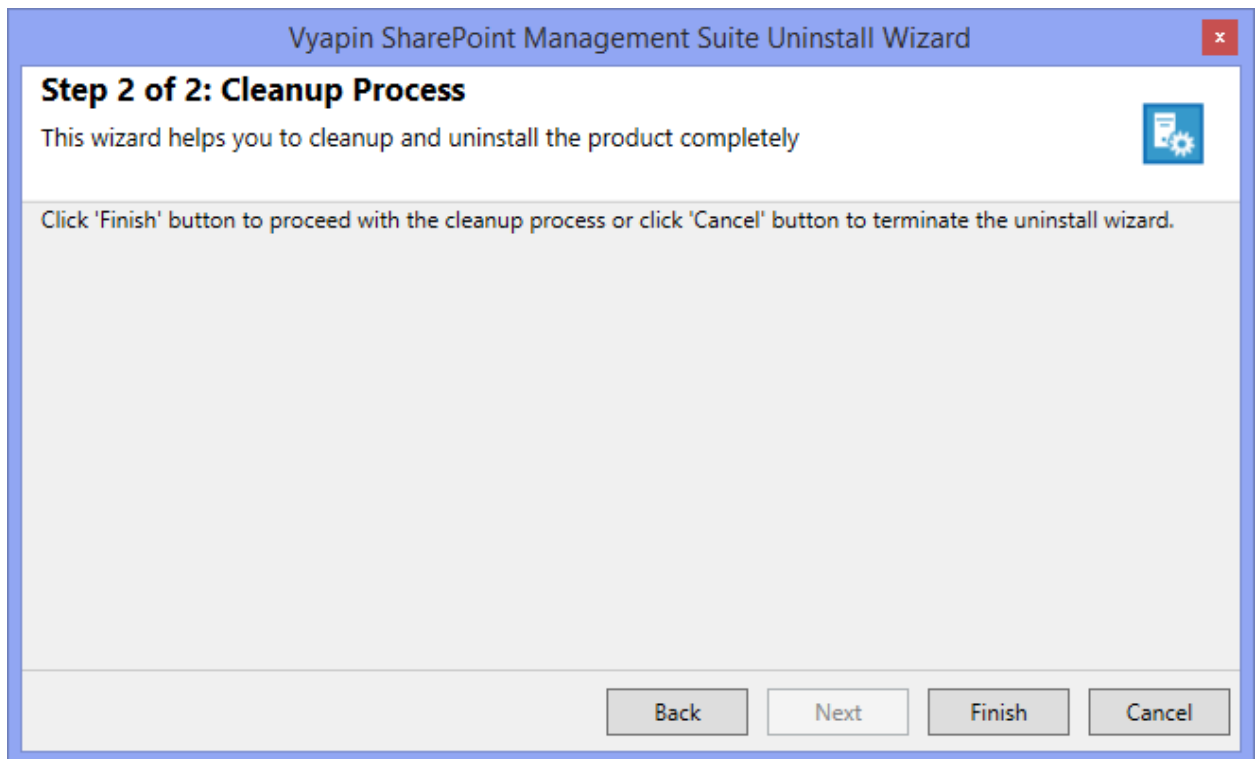 Vyapin SharePoint Management Suite Uninstall Wizard
x
Step 2 of 2: Cleanup Process
This wizard helps you to cleanup and uninstall the product completely
Click 'Finish' button to proceed with the cleanup process or click 'Cancel' button to terminate the uninstall wizard.
Back Next Finish Cancel